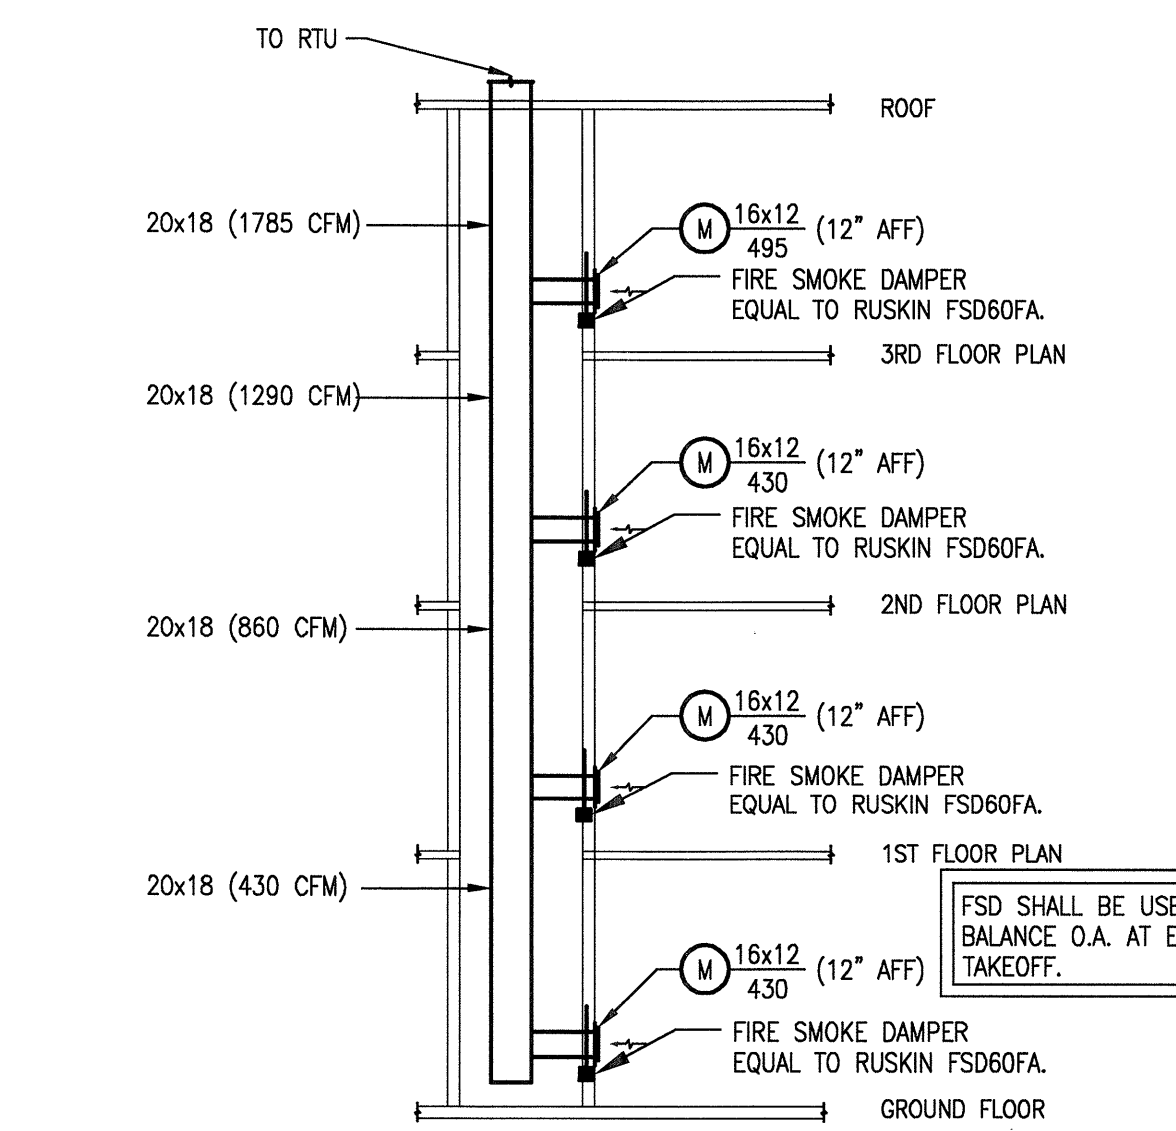 TO RTU
ROOF
20x18 (1785 CFM)
M 16x12 (12" AFF)
495
FIRE SMOKE DAMPER
EQUAL TO RUSKIN FSD60FA.
3RD FLOOR PLAN
20x18 (1290 CFM)
M 16x12 (12" AFF)
430
FIRE SMOKE DAMPER
EQUAL TO RUSKIN FSD60FA.
2ND FLOOR PLAN
20x18 (860 CFM)
M 16x12 (12" AFF)
430
FIRE SMOKE DAMPER
EQUAL TO RUSKIN FSD60FA.
1ST FLOOR PLAN
20x18 (430 CFM)
FSD SHALL BE
BALANCE O.A. AT
TAKEOFF.
M 16x12 (12" AFF)
430
FIRE SMOKE DAMPER
EQUAL TO RUSKIN FSD60FA.
GROUND FLOOR